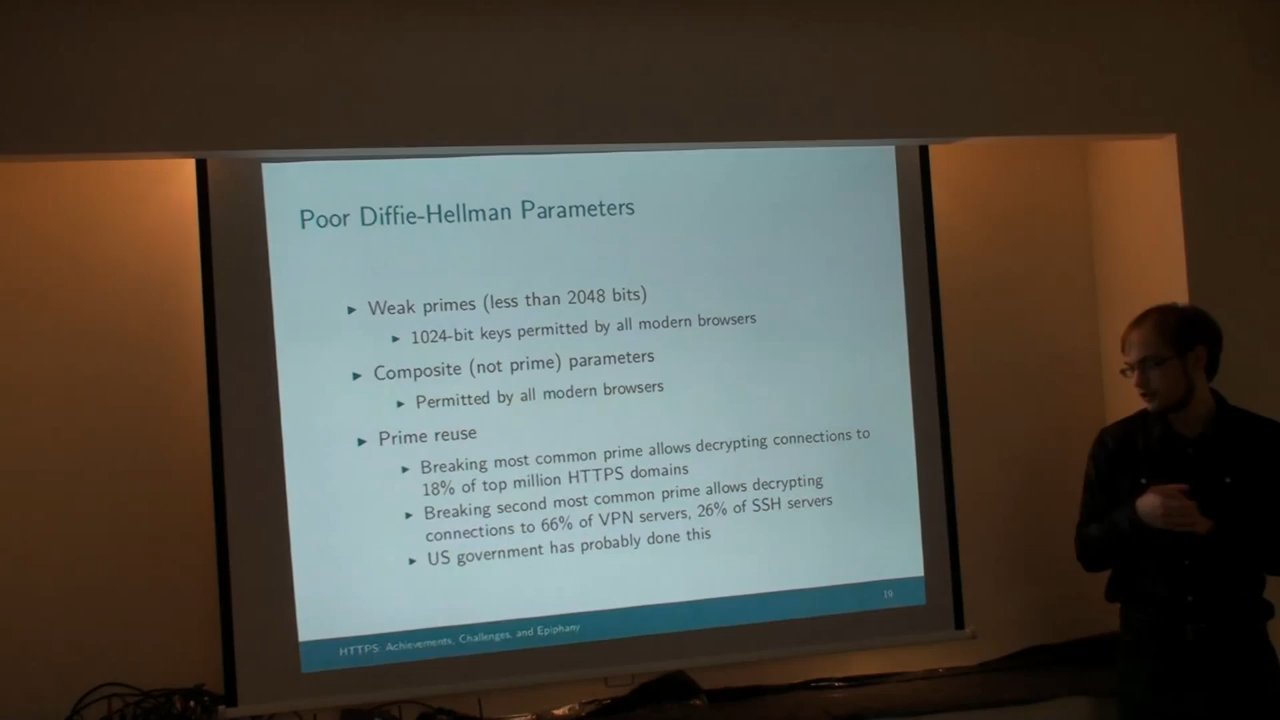 Poor Diffie-Hellman Parameters
▶ Weak primes (less than 2048 bits)
▶ 1024-bit keys permitted by all modern browsers
▶ Composite (not prime) parameters
▶ Permitted by all modern browsers
▶ Prime reuse
▶ Breaking most common prime allows decrypting connections to
18% of top million HTTPS domains
▶ Breaking second most common prime allows decrypting
connections to 66% of VPN servers, 26% of SSH servers
▶ US government has probably done this
19
HTTPS: Achievements, Challenges, and Epiphany